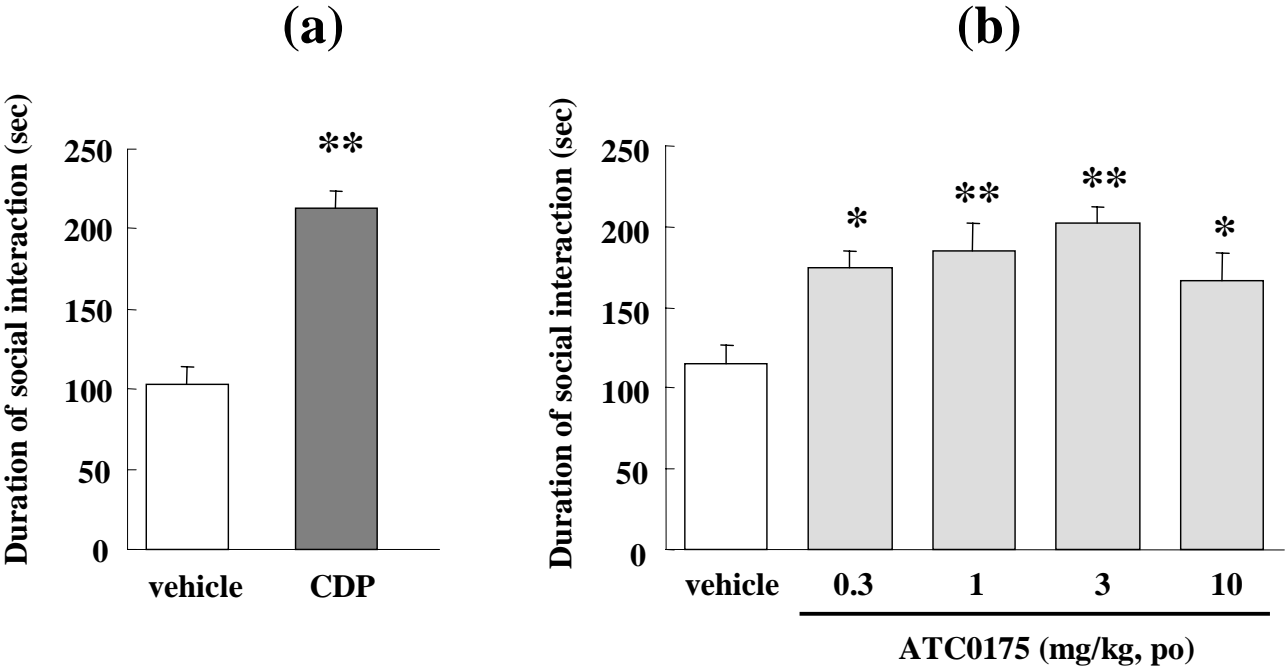 (a)
Duration of social interaction (sec)
250
200
150
100
50
0
**
vehicle
CDP
(b)
Duration of social interaction (sec)
250
200
150
100
50
0
*
**
**
*
vehicle
0.3
1
3
10
ATC0175 (mg/kg, po)